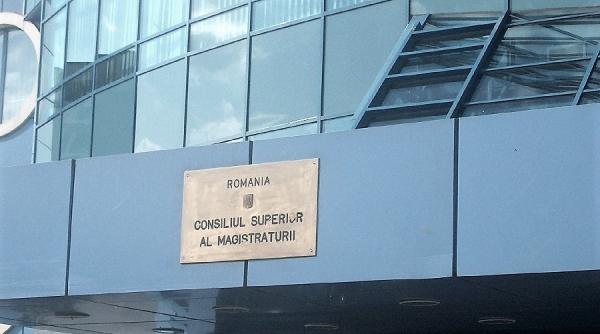 ROMANIA
CONSILIUL SUPERIOR
AL MAGISTRATURII